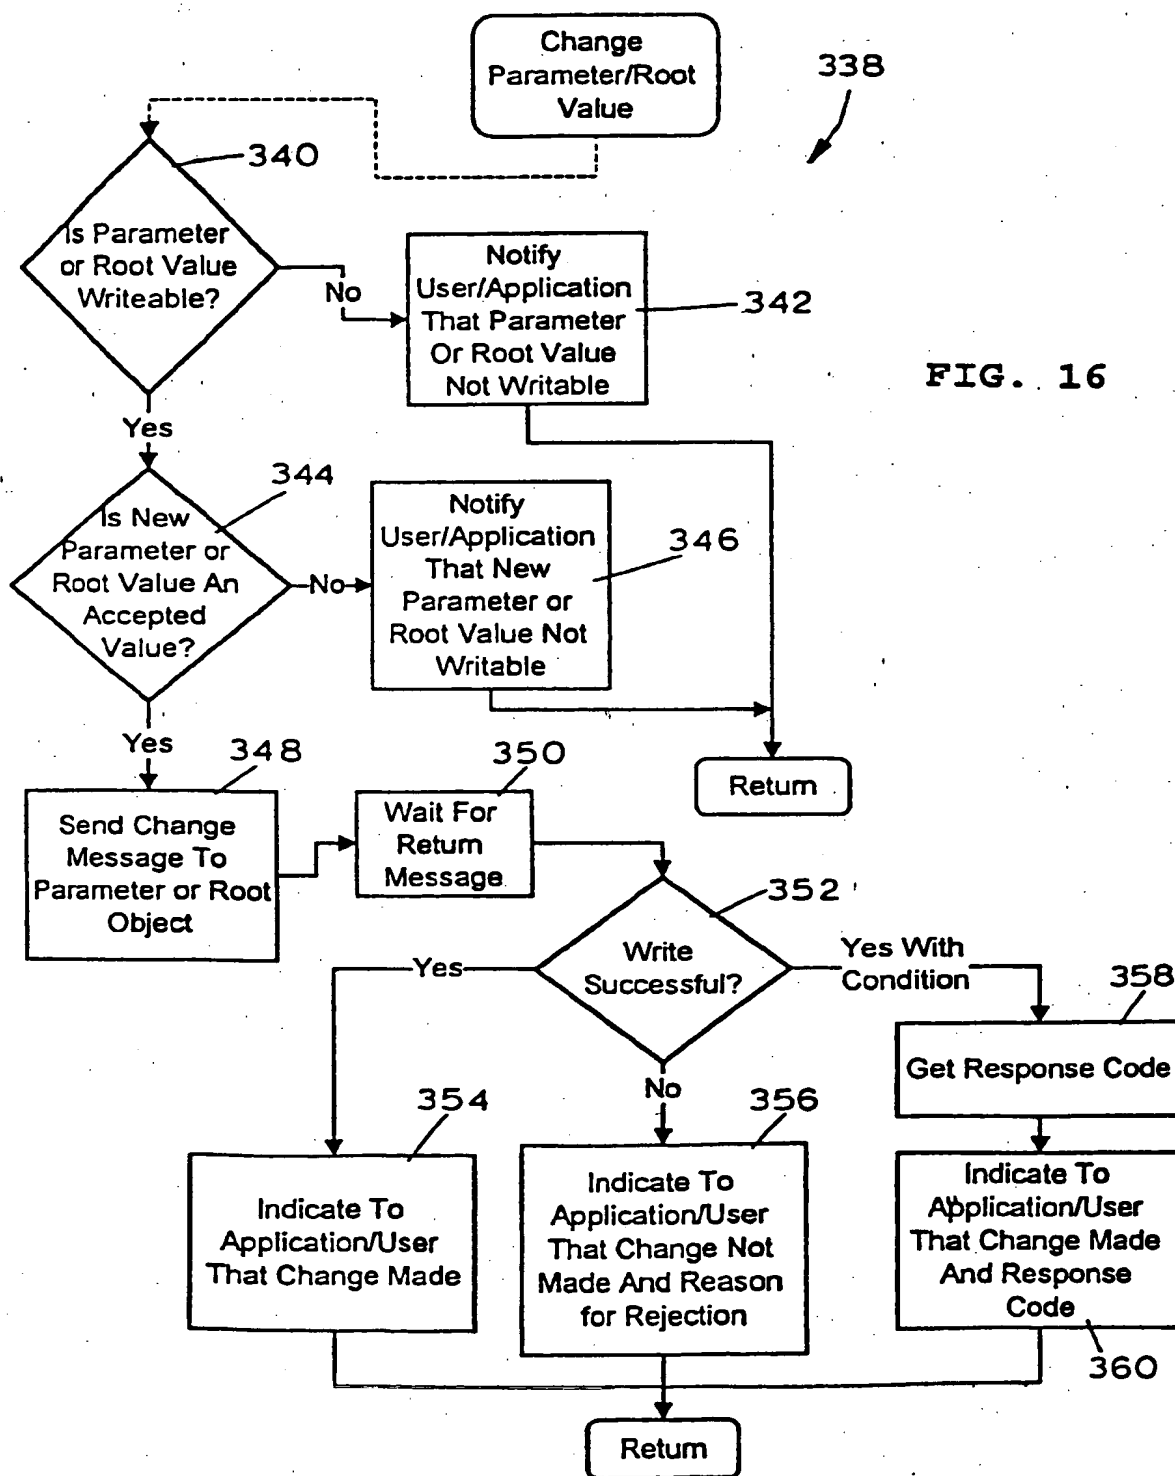 Change
Parameter/Root
Value
338
340
Is Parameter
or Root Value
Writeable?
No
Notify
User/Application
That Parameter
Or Root Value
Not Writable
342
FIG. 16
Yes
344
Is New
Parameter or
Root Value An
Accepted
Value?
No
Notify
User/Application
That New
Parameter or
Root Value Not
Writable
346
Return
Yes
348
Send Change
Message To
Parameter or Root
Object
350
Wait For
Return
Message
352
Write
Successful?
Yes
Yes With
Condition
358
Get Response Code
No
354
Indicate To
Application/User
That Change Made
356
Indicate To
Application/User
That Change Not
Made And Reason
for Rejection
Indicate To
Application/User
That Change Made
And Response
Code
360
Return